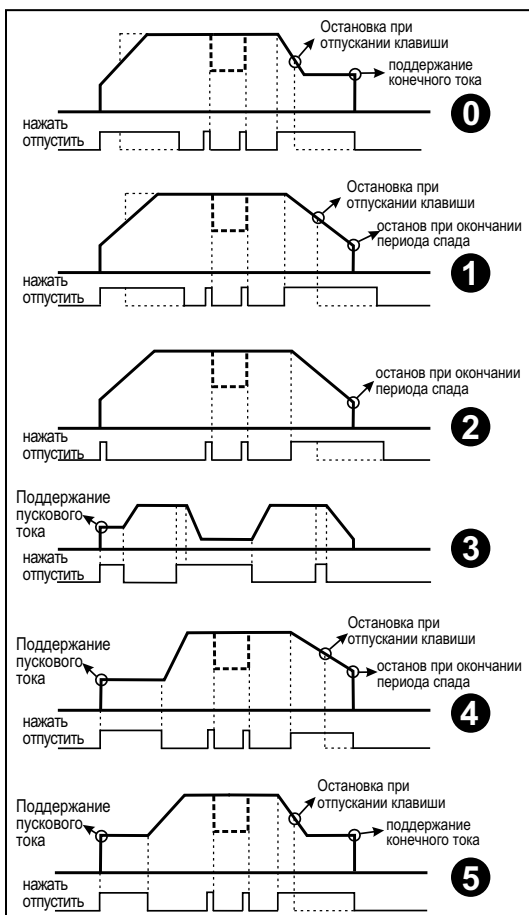 Остановка при
отпускании клавиши
поддержание
конечного тока
0
нажать
отпустить
Остановка при
отпускании клавиши
останов при окончании
периода спада
1
нажать
отпустить
останов при окончании
периода спада
2
нажать
отпустить
Поддержание
пускового
тока
3
нажать
отпустить
Остановка при
отпускании клавиши
Поддержание
пускового
тока
останов при окончании
периода спада
4
нажать
отпустить
Остановка при
отпускании клавиши
Поддержание
пускового
тока
поддержание
конечного тока
5
нажать
отпустить